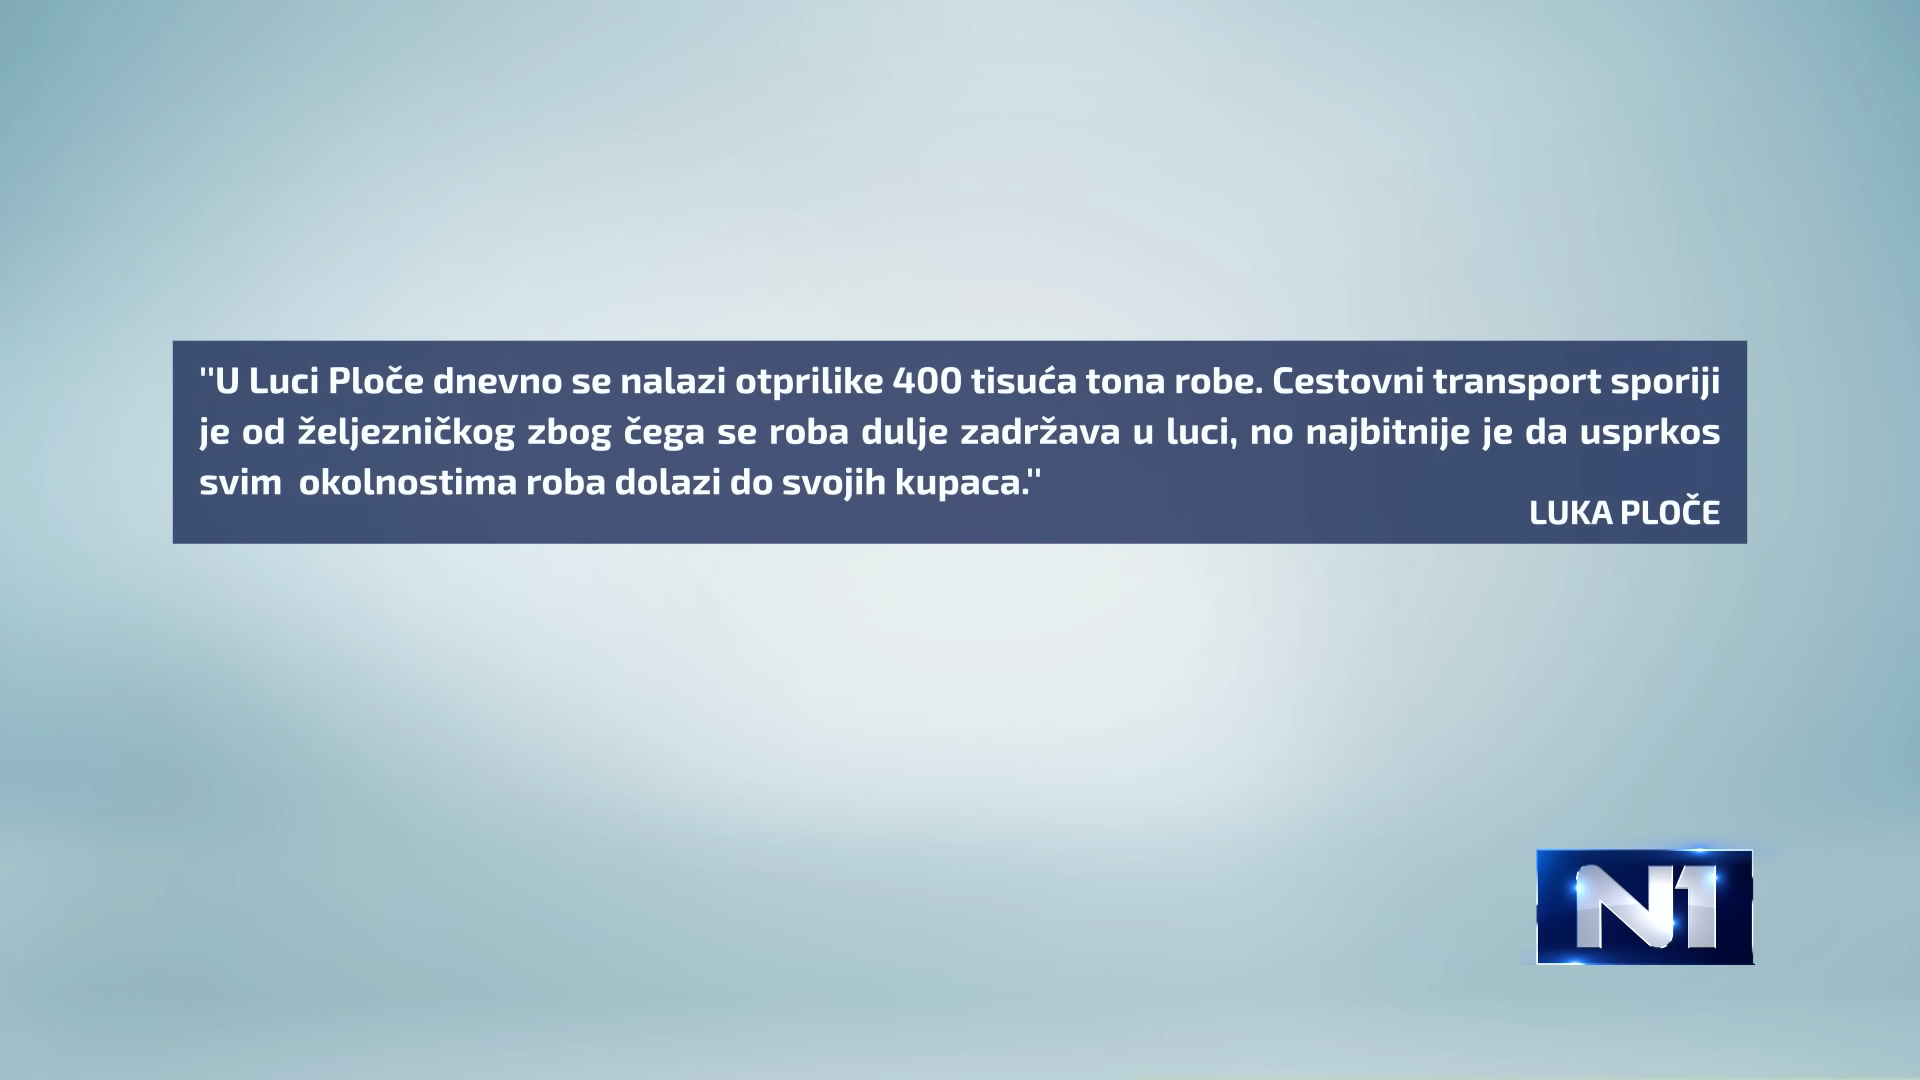 "U Luci Ploče dnevno se nalazi otprilike 400 tisuća tona robe. Cestovni transport sporiji
je od željezničkog zbog čega se roba dulje zadržava u luci, no najbitnije je da usprkos
svim  okolnostima roba dolazi do svojih kupaca."
LUKA PLOČE
N1